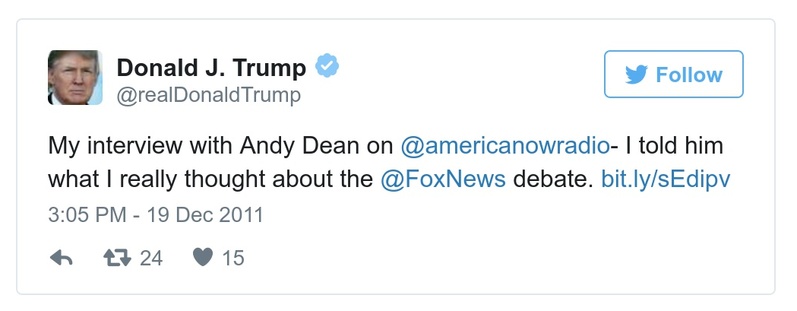 Donald J. Trump
@realDonaldTrump
Follow
My interview with Andy Dean on @americanowradio- I told him
what I really thought about the @FoxNews debate. bit.ly/sEdipv
3:05 PM - 19 Dec 2011
24 15